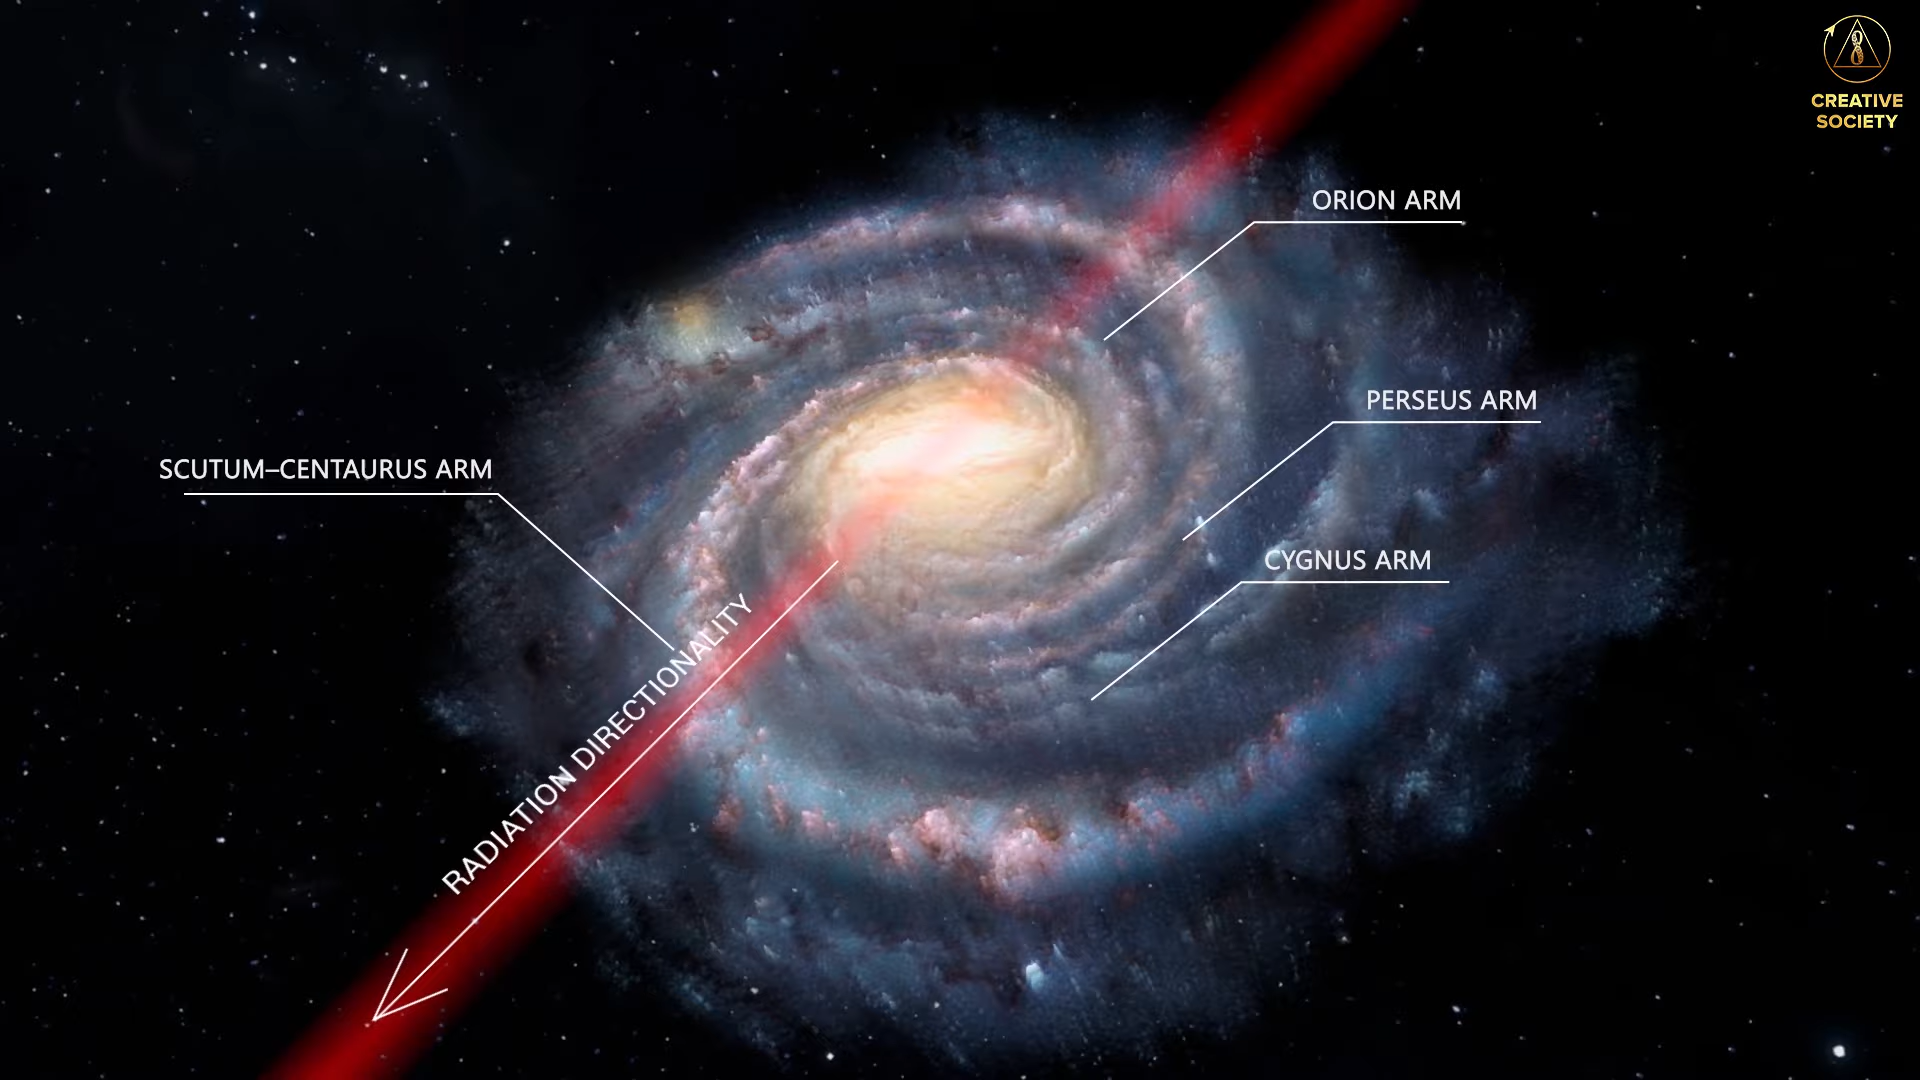 CREATIVE
SOCIETY
ORION ARM
PERSEUS ARM
SCUTUM–CENTAURUS ARM
CYGNUS ARM
RADIATION DIRECTIONALITY